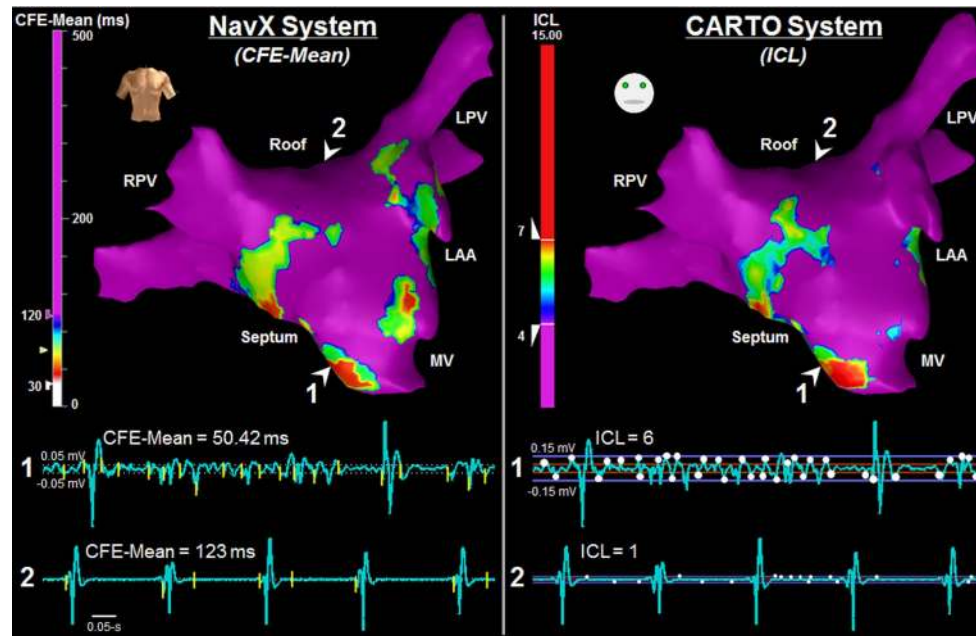 CFE-Mean (ms)
500
NavX System
(CFE-Mean)
LPV
2
Roof
RPV
200
LAA
120
Septum
MV
30
1
0
CFE-Mean = 50.42 ms
0.05 mV
1
-0.05 mV
CFE-Mean = 123 ms
2
0.05-s
ICL
15.00
CARTO System
(ICL)
LPV
2
Roof
RPV
7
LAA
Septum
4
MV
1
ICL = 6
0.15 mV
1
-0.15 mV
ICL = 1
2